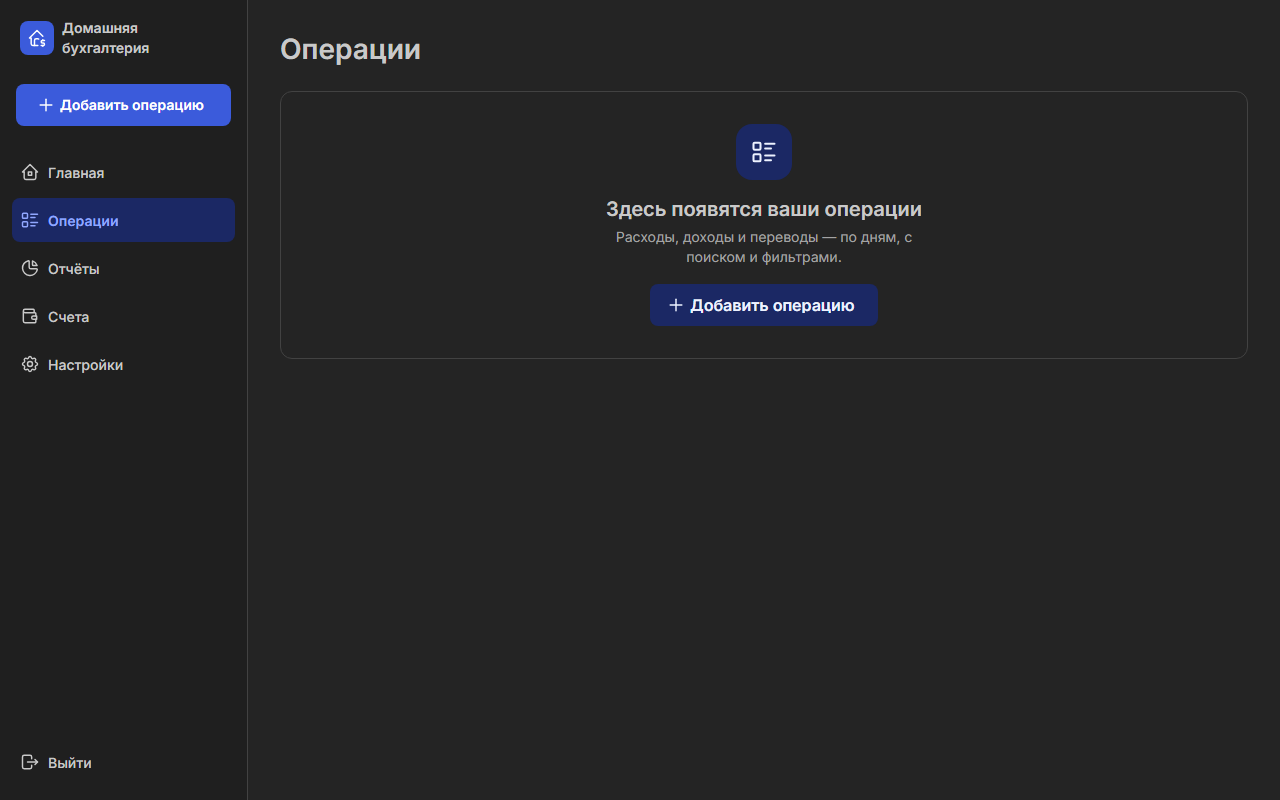 Домашняя
бухгалтерия
Добавить операцию
Главная
Операции
Отчёты
Счета
Настройки
Выйти
Операции
Здесь появятся ваши операции
Расходы, доходы и переводы — по дням, с
поиском и фильтрами.
Добавить операцию